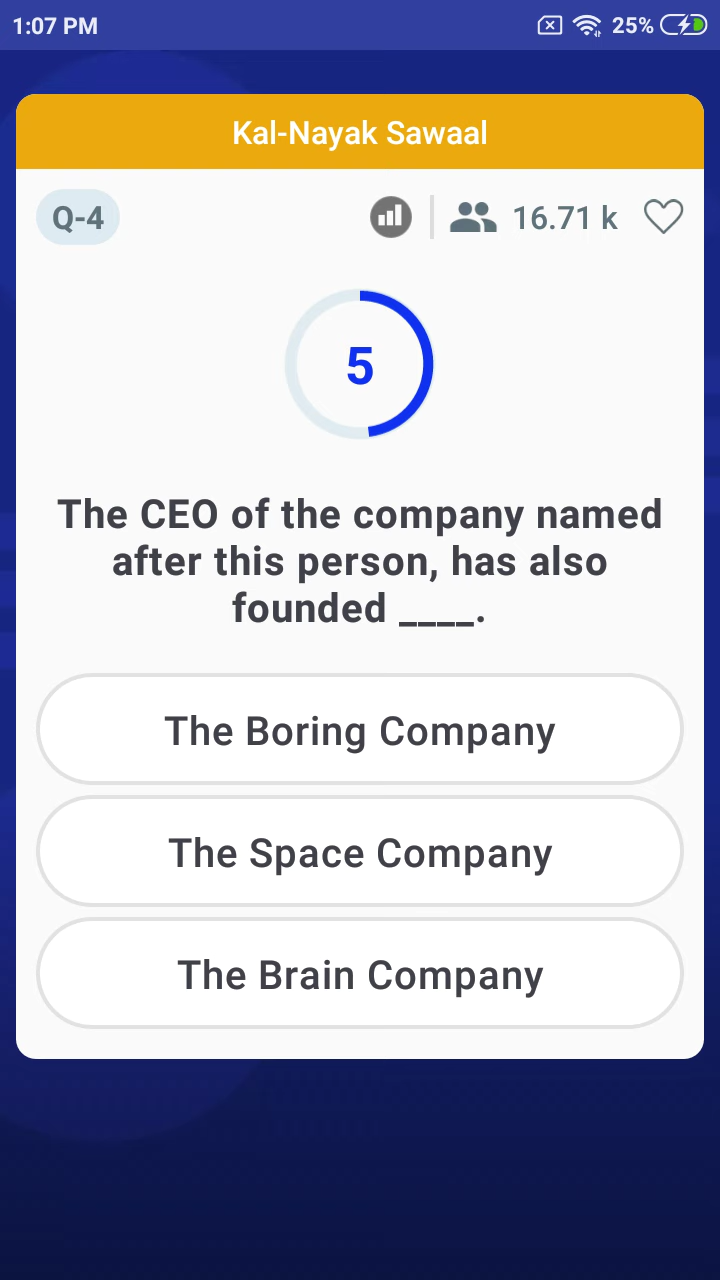 1:07 PM
25%
Kal-Nayak Sawaal
Q-4
16.71 k
5
The CEO of the company named
after this person, has also
founded ____.
The Boring Company
The Space Company
The Brain Company